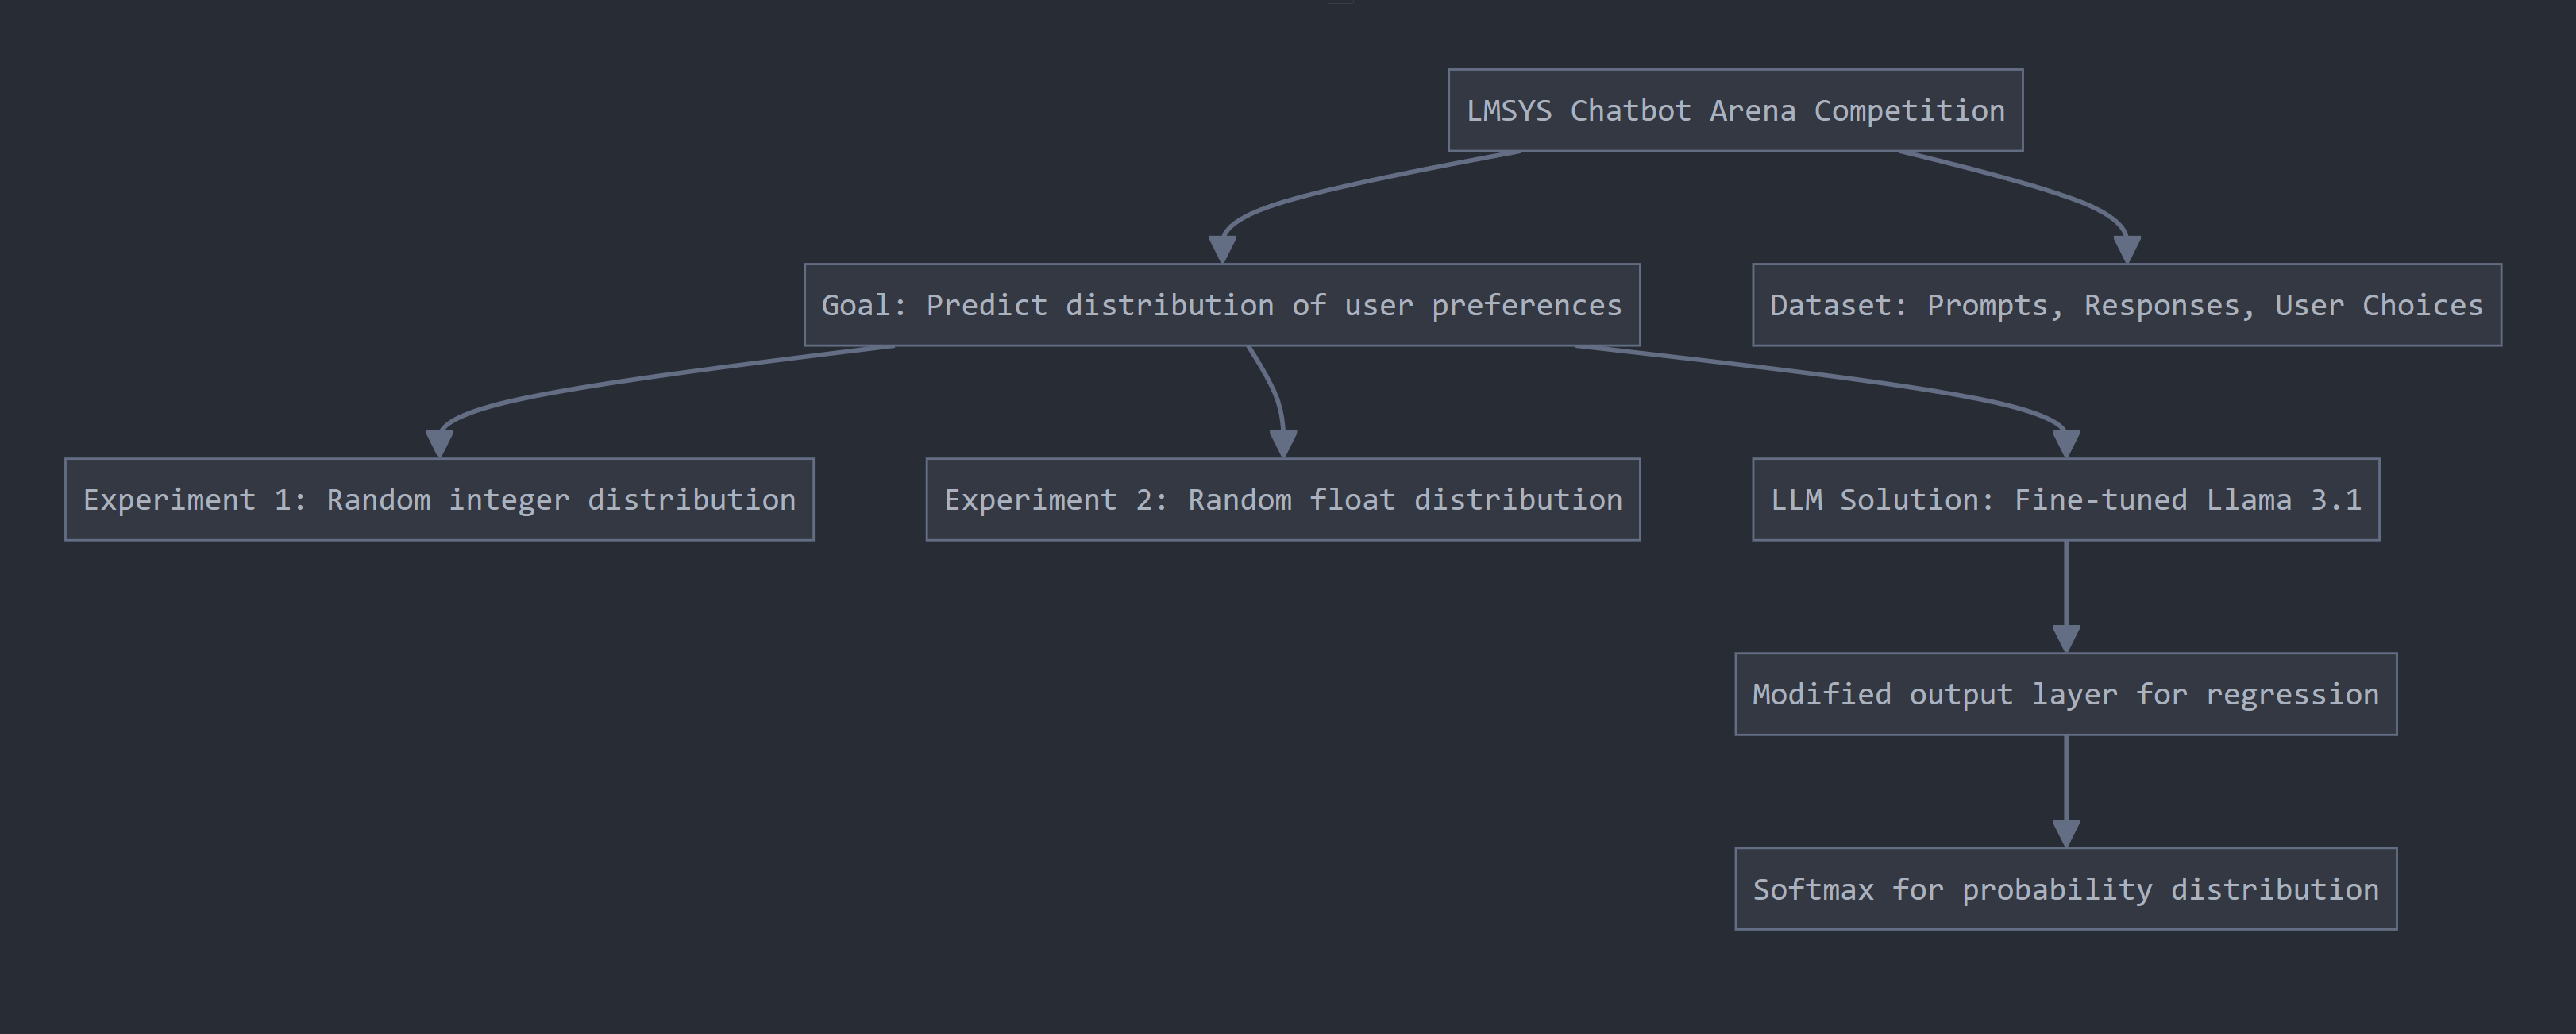 LMSYS Chatbot Arena Competition
Goal: Predict distribution of user preferences
Dataset: Prompts, Responses, User Choices
Experiment 1: Random integer distribution
Experiment 2: Random float distribution
LLM Solution: Fine-tuned Llama 3.1
Modified output layer for regression
Softmax for probability distribution